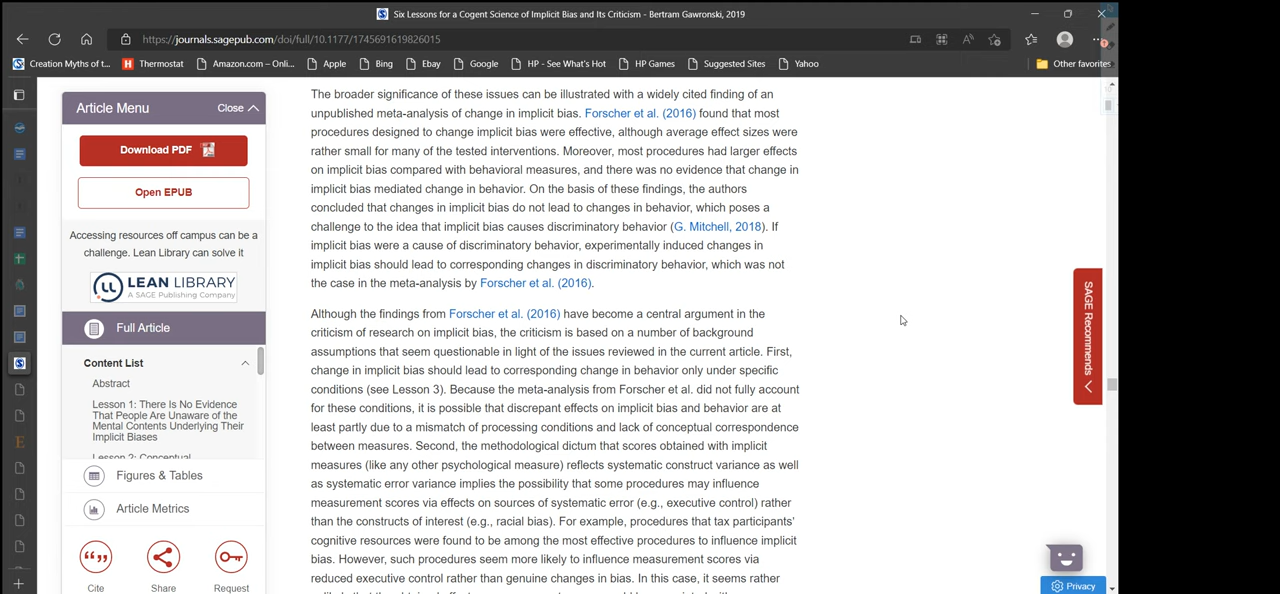 Six Lessons for a Cogent Science of Implicit Bias and Its Criticism - Bertram Gawronski, 2019
https://journals.sagepub.com/doi/full/10.1177/1745691619826015
Creation Myths of t... Thermostat Amazon.com – Onli... Apple Bing Ebay Google HP - See What's Hot HP Games Suggested Sites Yahoo Other favorites
Article Menu Close
Download PDF
Open EPUB
Accessing resources off campus can be a
challenge. Lean Library can solve it
LEAN LIBRARY
A SAGE Publishing Company
Full Article
Content List
Abstract
Lesson 1: There Is No Evidence
That People Are Unaware of the
Mental Contents Underlying Their
Implicit Biases
Lesson 2: Conceptual
Figures & Tables
Article Metrics
Cite Share Request
The broader significance of these issues can be illustrated with a widely cited finding of an
unpublished meta-analysis of change in implicit bias. Forscher et al. (2016) found that most
procedures designed to change implicit bias were effective, although average effect sizes were
rather small for many of the tested interventions. Moreover, most procedures had larger effects
on implicit bias compared with behavioral measures, and there was no evidence that change in
implicit bias mediated change in behavior. On the basis of these findings, the authors
concluded that changes in implicit bias do not lead to changes in behavior, which poses a
challenge to the idea that implicit bias causes discriminatory behavior (G. Mitchell, 2018). If
implicit bias were a cause of discriminatory behavior, experimentally induced changes in
implicit bias should lead to corresponding changes in discriminatory behavior, which was not
the case in the meta-analysis by Forscher et al. (2016).
Although the findings from Forscher et al. (2016) have become a central argument in the
criticism of research on implicit bias, the criticism is based on a number of background
assumptions that seem questionable in light of the issues reviewed in the current article. First,
change in implicit bias should lead to corresponding change in behavior only under specific
conditions (see Lesson 3). Because the meta-analysis from Forscher et al. did not fully account
for these conditions, it is possible that discrepant effects on implicit bias and behavior are at
least partly due to a mismatch of processing conditions and lack of conceptual correspondence
between measures. Second, the methodological dictum that scores obtained with implicit
measures (like any other psychological measure) reflects systematic construct variance as well
as systematic error variance implies the possibility that some procedures may influence
measurement scores via effects on sources of systematic error (e.g., executive control) rather
than the constructs of interest (e.g., racial bias). For example, procedures that tax participants'
cognitive resources were found to be among the most effective procedures to influence implicit
bias. However, such procedures seem more likely to influence measurement scores via
reduced executive control rather than genuine changes in bias. In this case, it seems rather
SAGE Recommends
Privacy